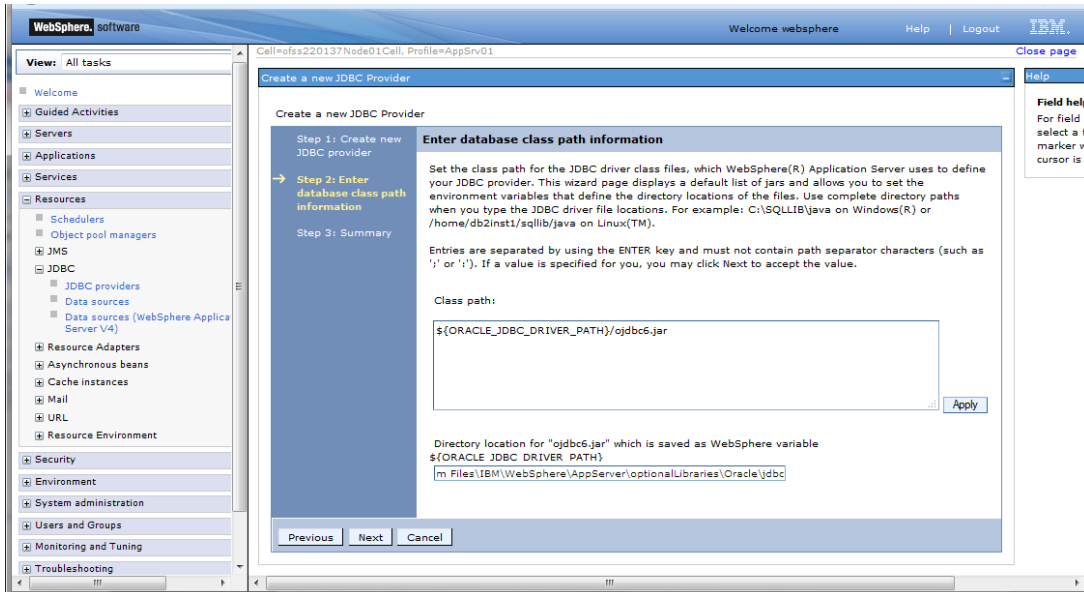 WebSphere. software
Welcome websphere
Help | Logout
IBM.
View: All tasks
Welcome
Guided Activities
Servers
Applications
Services
Resources
Schedulers
Object pool managers
JMS
JDBC
JDBC providers
Data sources
Data sources (WebSphere Applica
Server V4)
Resource Adapters
Asynchronous beans
Cache instances
Mail
URL
Resource Environment
Security
Environment
System administration
Users and Groups
Monitoring and Tuning
Troubleshooting
Cell=ofss220137Node01Cell, Profile=AppSrv01
Close page
Create a new JDBC Provider
Create a new JDBC Provider
Step 1: Create new
JDBC provider
Step 2: Enter
database class path
information
Step 3: Summary
Enter database class path information
Set the class path for the JDBC driver class files, which WebSphere(R) Application Server uses to define
your JDBC provider. This wizard page displays a default list of jars and allows you to set the
environment variables that define the directory locations of the files. Use complete directory paths
when you type the JDBC driver file locations. For example: C:\SQLLIB\java on Windows(R) or
/home/db2inst1/sqllib/java on Linux(TM).
Entries are separated by using the ENTER key and must not contain path separator characters (such as
';' or ':'). If a value is specified for you, you may click Next to accept the value.
Class path:
${ORACLE_JDBC_DRIVER_PATH}/ojdbc6.jar
Apply
Directory location for "ojdbc6.jar" which is saved as WebSphere variable
${ORACLE_JDBC_DRIVER_PATH}
m Files\IBM\WebSphere\AppServer\optionalLibraries\Oracle\jdbc
Previous
Next
Cancel
Help
Field help
For field
select a f
marker w
cursor is